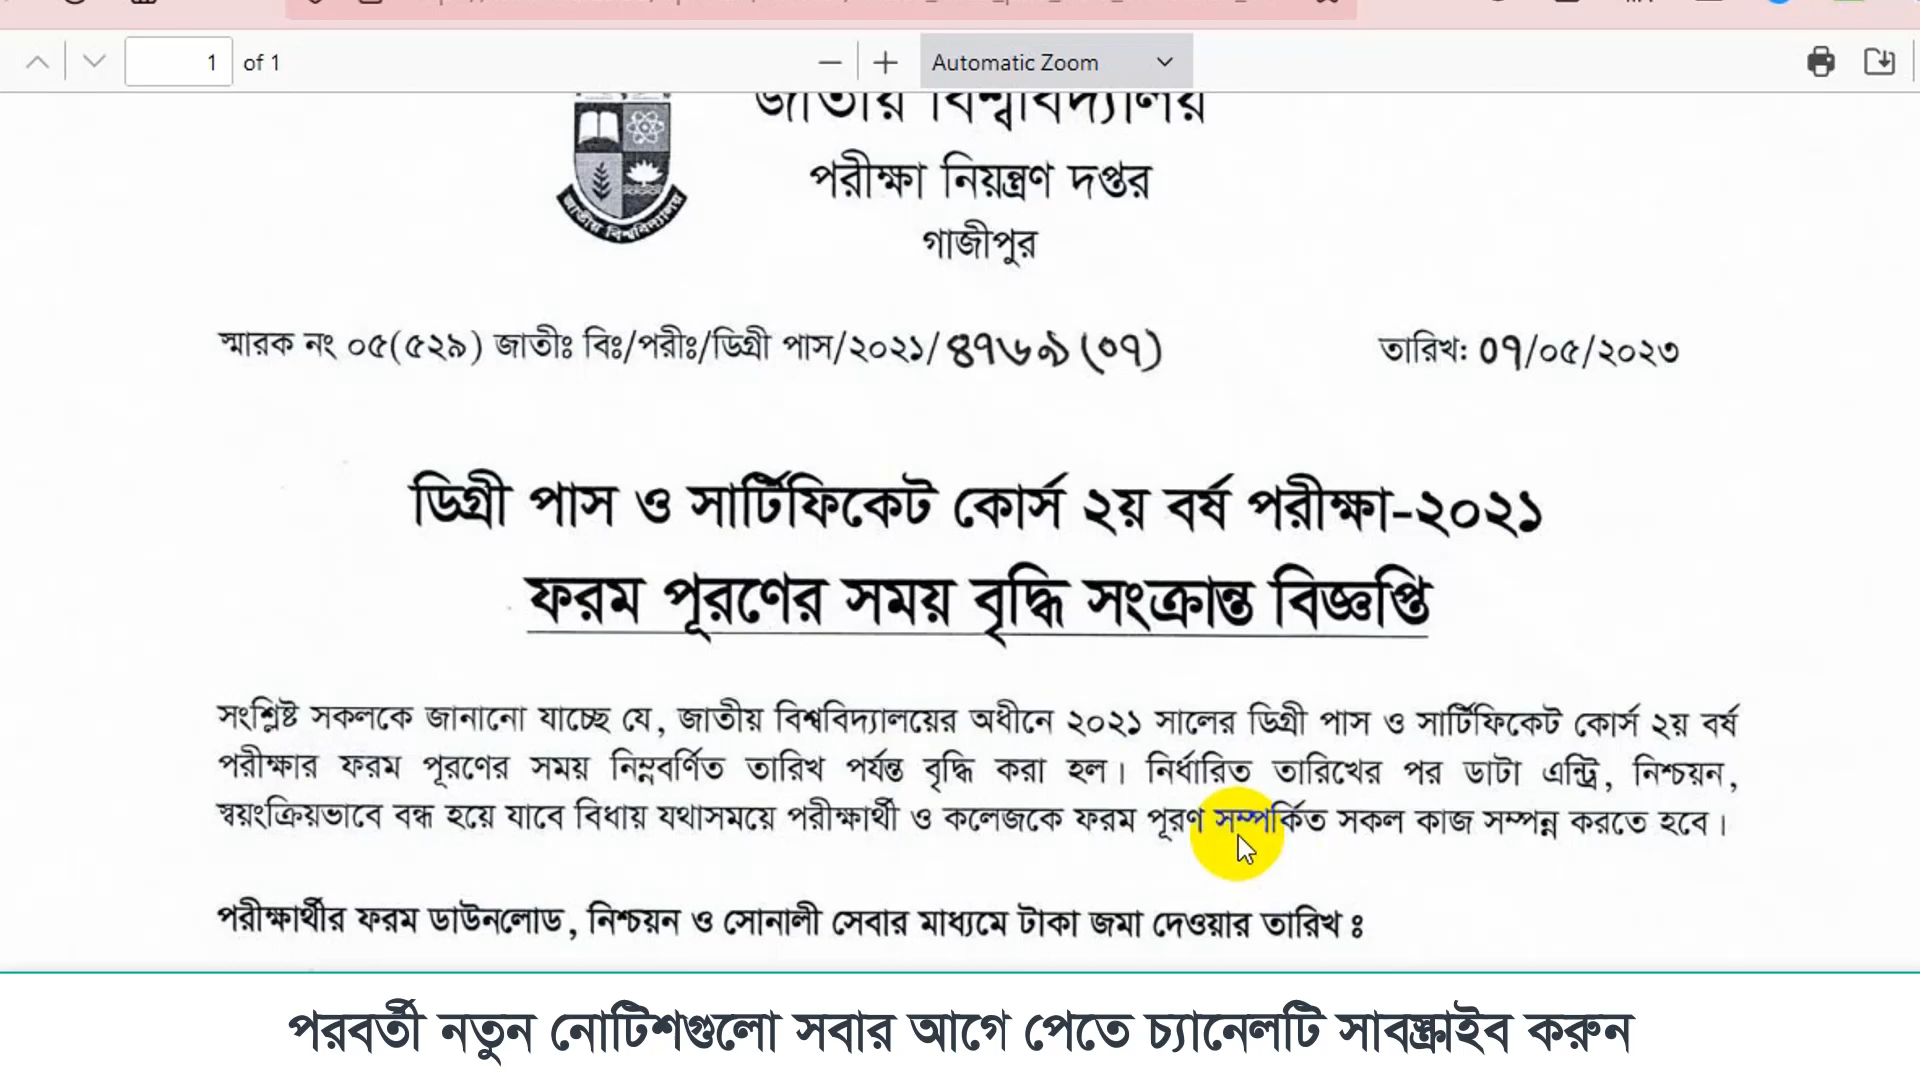 1 of 1
Automatic Zoom
জাতীয় বিশ্ববিদ্যালয়
পরীক্ষা নিয়ন্ত্রণ দপ্তর
গাজীপুর
জাতীয় বিশ্ববিদ্যালয়
স্মারক নং ০৫(৫২৯) জাতীঃ বিঃ/পরীঃ/ডিগ্রী পাস/২০২১/৪৭৬৯(০৭)
তারিখ: ০৭/০৫/২০২৩
ডিগ্রী পাস ও সার্টিফিকেট কোর্স ২য় বর্ষ পরীক্ষা-২০২১
ফরম পূরণের সময় বৃদ্ধি সংক্রান্ত বিজ্ঞপ্তি
সংশ্লিষ্ট সকলকে জানানো যাচ্ছে যে, জাতীয় বিশ্ববিদ্যালয়ের অধীনে ২০২১ সালের ডিগ্রী পাস ও সার্টিফিকেট কোর্স ২য় বর্ষ
পরীক্ষার ফরম পূরণের সময় নিম্নবর্ণিত তারিখ পর্যন্ত বৃদ্ধি করা হল। নির্ধারিত তারিখের পর ডাটা এন্ট্রি, নিশ্চয়ন,
স্বয়ংক্রিয়ভাবে বন্ধ হয়ে যাবে বিধায় যথাসময়ে পরীক্ষার্থী ও কলেজকে ফরম পূরণ সম্পর্কিত সকল কাজ সম্পন্ন করতে হবে।
পরীক্ষার্থীর ফরম ডাউনলোড, নিশ্চয়ন ও সোনালী সেবার মাধ্যমে টাকা জমা দেওয়ার তারিখ ঃ
পরবর্তী নতুন নোটিশগুলো সবার আগে পেতে চ্যানেলটি সাবস্ক্রাইব করুন